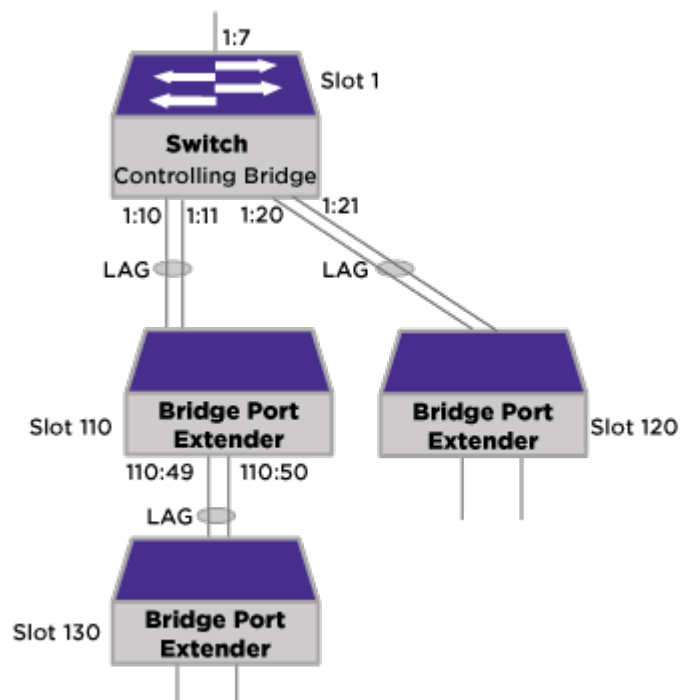 1:7
Slot 1
Switch
Controlling Bridge
1:10 1:11 1:20 1:21
LAG LAG
Slot 110
Bridge Port
Extender
Bridge Port
Extender
Slot 120
110:49 110:50
LAG
Slot 130
Bridge Port
Extender